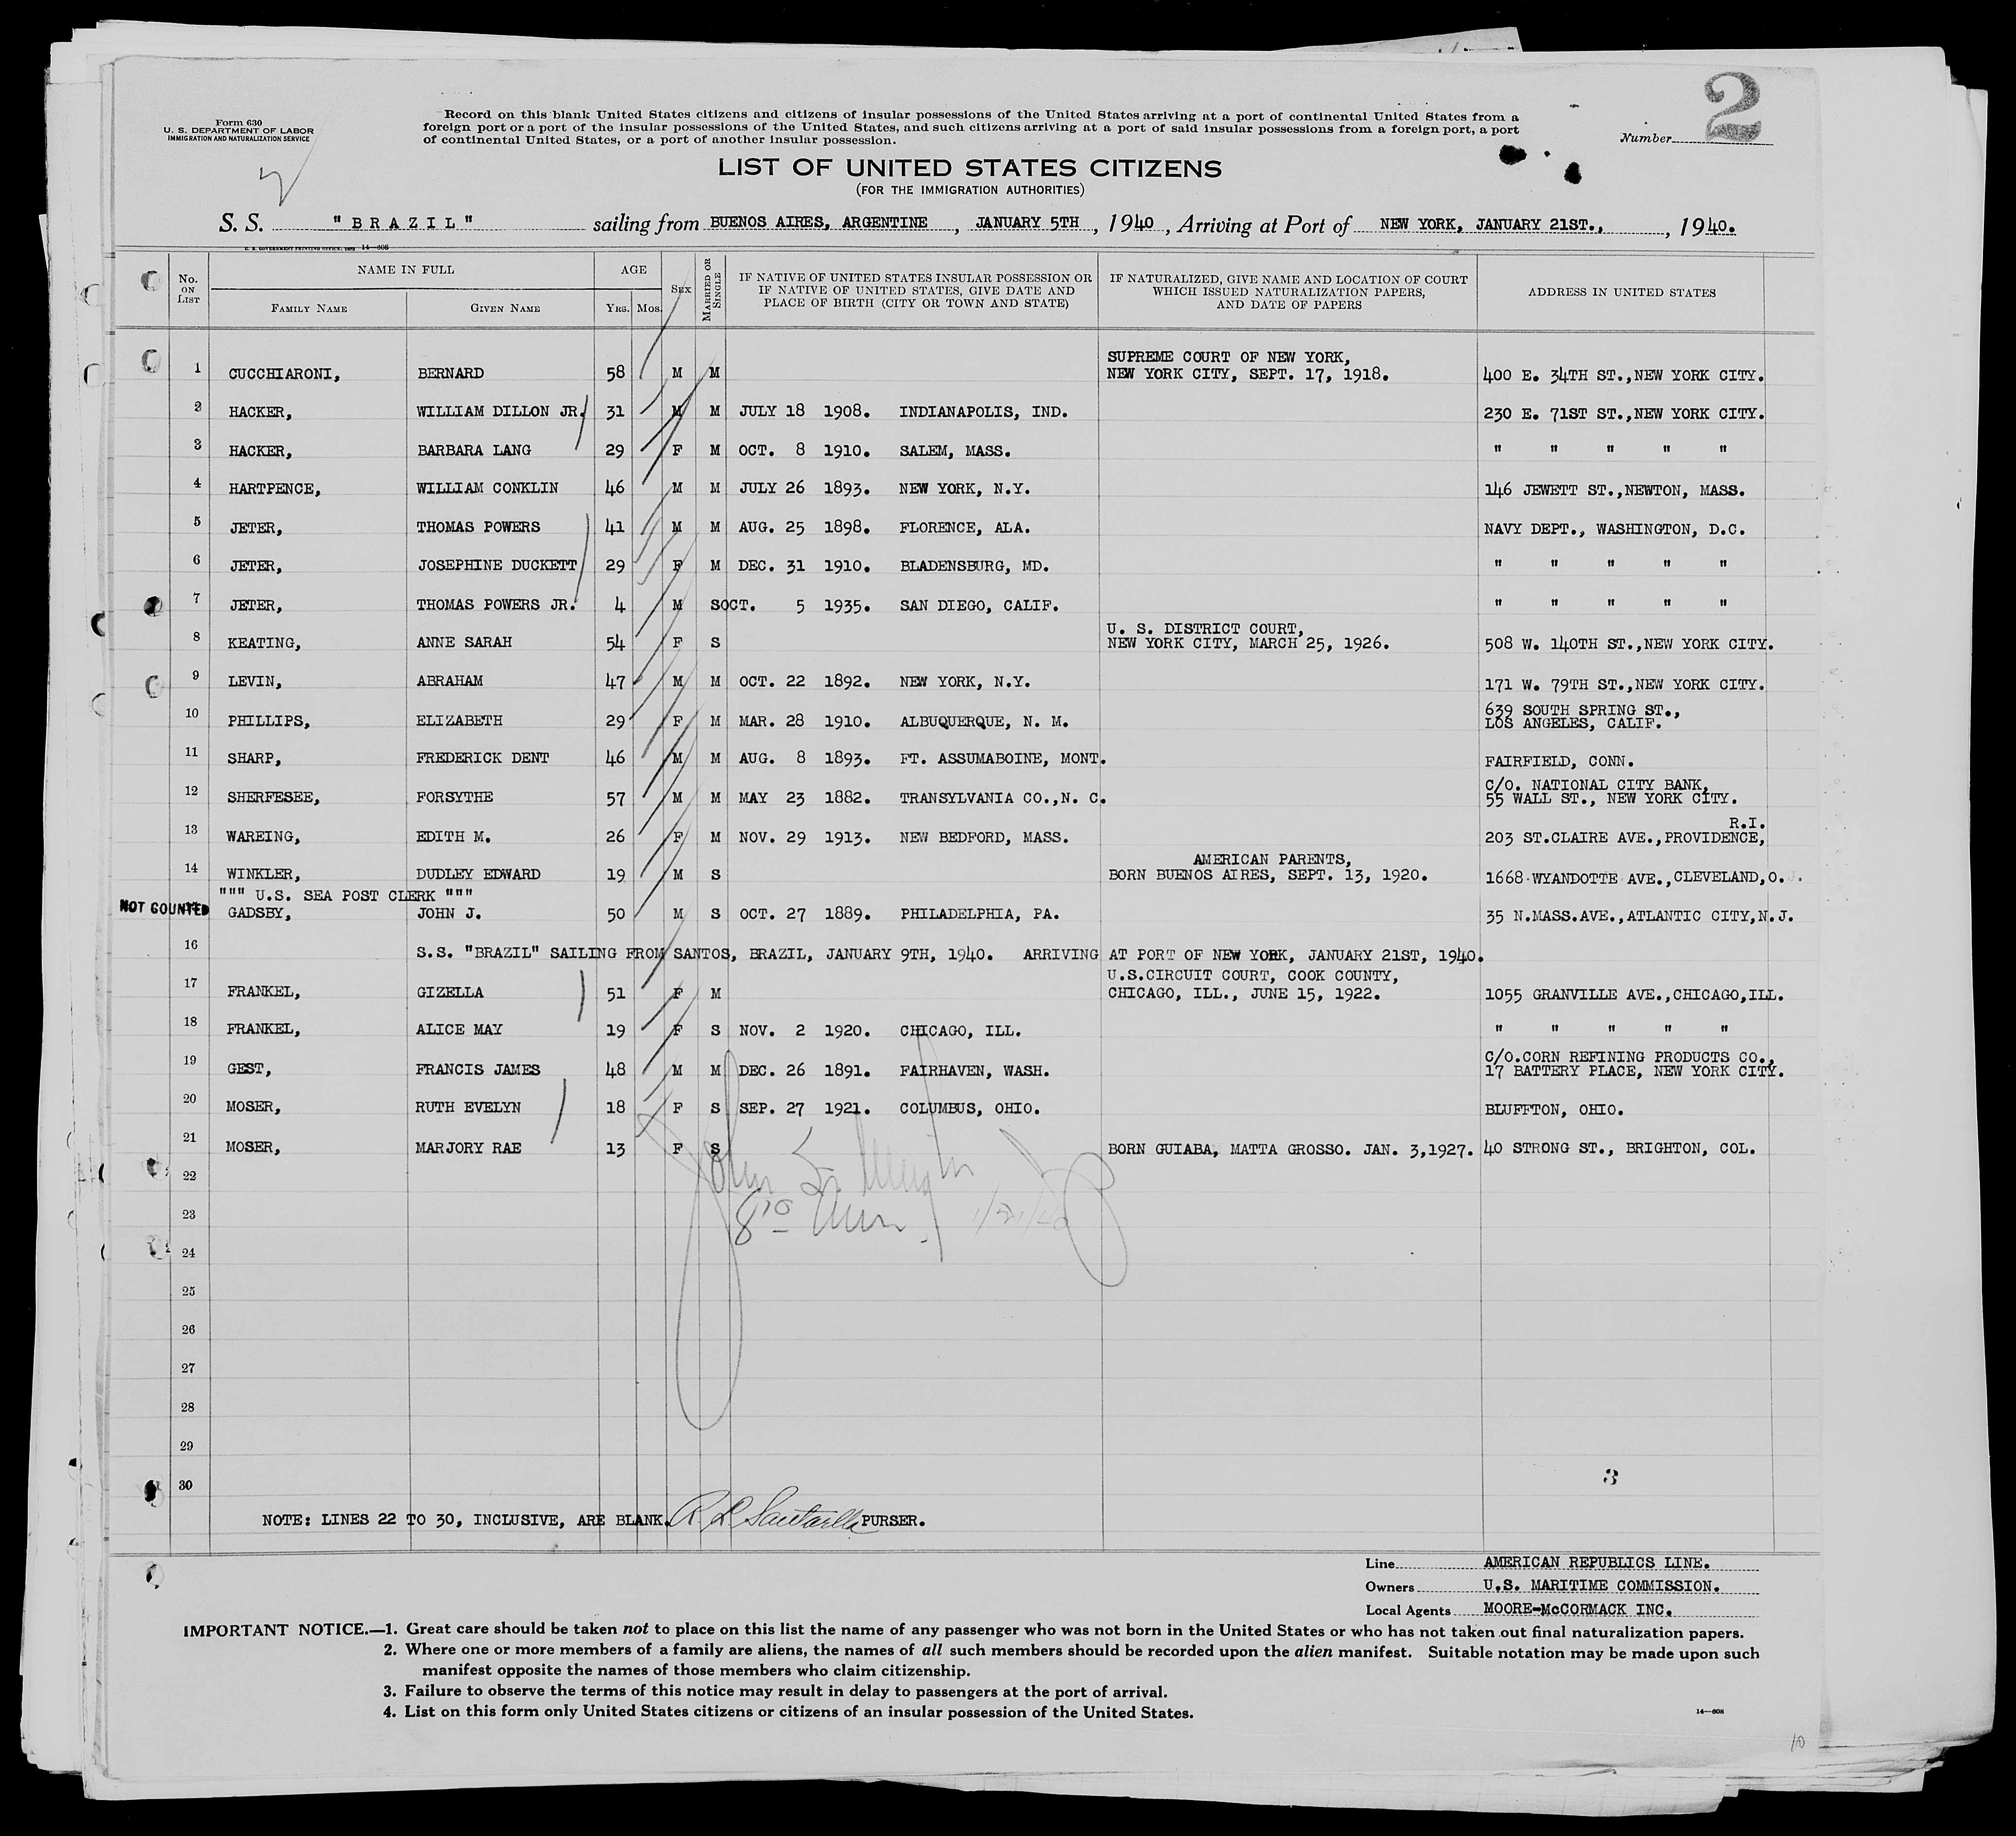 Form 630
U. S. DEPARTMENT OF LABOR
IMMIGRATION AND NATURALIZATION SERVICE
Record on this blank United States citizens and citizens of insular possessions of the United States arriving at a port of continental United States from a
foreign port or a port of the insular possessions of the United States, and such citizens arriving at a port of said insular possessions from a foreign port, a port
of continental United States, or a port of another insular possession.
Number 2
LIST OF UNITED STATES CITIZENS
(FOR THE IMMIGRATION AUTHORITIES)
S. S. "BRAZIL" sailing from BUENOS AIRES, ARGENTINE, JANUARY 5TH, 1940, Arriving at Port of NEW YORK, JANUARY 21ST., , 1940.
U. S. GOVERNMENT PRINTING OFFICE: 14—608
No. ON LIST NAME IN FULL FAMILY NAME GIVEN NAME AGE YRS. MOS. SEX MARRIED OR SINGLE IF NATIVE OF UNITED STATES INSULAR POSSESSION OR IF NATIVE OF UNITED STATES, GIVE DATE AND PLACE OF BIRTH (CITY OR TOWN AND STATE) IF NATURALIZED, GIVE NAME AND LOCATION OF COURT WHICH ISSUED NATURALIZATION PAPERS, AND DATE OF PAPERS ADDRESS IN UNITED STATES
1 CUCCHIARONI, BERNARD 58 M M SUPREME COURT OF NEW YORK, NEW YORK CITY, SEPT. 17, 1918. 400 E. 34TH ST.,NEW YORK CITY.
2 HACKER, WILLIAM DILLON JR. 31 M M JULY 18 1908. INDIANAPOLIS, IND. 230 E. 71ST ST.,NEW YORK CITY.
3 HACKER, BARBARA LANG 29 F M OCT. 8 1910. SALEM, MASS. " " " " "
4 HARTPENCE, WILLIAM CONKLIN 46 M M JULY 26 1893. NEW YORK, N.Y. 146 JEWETT ST.,NEWTON, MASS.
5 JETER, THOMAS POWERS 41 M M AUG. 25 1898. FLORENCE, ALA. NAVY DEPT., WASHINGTON, D.C.
6 JETER, JOSEPHINE DUCKETT 29 F M DEC. 31 1910. BLADENSBURG, MD. " " " " "
7 JETER, THOMAS POWERS JR. 4 M SOCT. 5 1935. SAN DIEGO, CALIF. " " " " "
8 KEATING, ANNE SARAH 54 F S U. S. DISTRICT COURT, NEW YORK CITY, MARCH 25, 1926. 508 W. 140TH ST.,NEW YORK CITY.
9 LEVIN, ABRAHAM 47 M M OCT. 22 1892. NEW YORK, N.Y. 171 W. 79TH ST.,NEW YORK CITY.
10 PHILLIPS, ELIZABETH 29 F M MAR. 28 1910. ALBUQUERQUE, N. M. 639 SOUTH SPRING ST., LOS ANGELES, CALIF.
11 SHARP, FREDERICK DENT 46 M M AUG. 8 1893. FT. ASSUMABOINE, MONT. FAIRFIELD, CONN.
12 SHERFESEE, FORSYTHE 57 M M MAY 23 1882. TRANSYLVANIA CO.,N. C. C/O. NATIONAL CITY BANK, 55 WALL ST., NEW YORK CITY.
13 WAREING, EDITH M. 26 F M NOV. 29 1913. NEW BEDFORD, MASS. 203 ST.CLAIRE AVE.,PROVIDENCE, R.I.
14 WINKLER, DUDLEY EDWARD 19 M S AMERICAN PARENTS, BORN BUENOS AIRES, SEPT. 13, 1920. 1668 WYANDOTTE AVE.,CLEVELAND,O.
""" U.S. SEA POST CLERK """
NOT COUNTED GADSBY, JOHN J. 50 M S OCT. 27 1889. PHILADELPHIA, PA. 35 N.MASS.AVE.,ATLANTIC CITY,N.J.
16 S.S. "BRAZIL" SAILING FROM SANTOS, BRAZIL, JANUARY 9TH, 1940. ARRIVING AT PORT OF NEW YORK, JANUARY 21ST, 1940.
17 FRANKEL, GIZELLA 51 F M U.S.CIRCUIT COURT, COOK COUNTY, CHICAGO, ILL., JUNE 15, 1922. 1055 GRANVILLE AVE.,CHICAGO,ILL.
18 FRANKEL, ALICE MAY 19 F S NOV. 2 1920. CHICAGO, ILL. " " " " "
19 GEST, FRANCIS JAMES 48 M M DEC. 26 1891. FAIRHAVEN, WASH. C/O.CORN REFINING PRODUCTS CO., 17 BATTERY PLACE, NEW YORK CITY.
20 MOSER, RUTH EVELYN 18 F S SEP. 27 1921. COLUMBUS, OHIO. BLUFFTON, OHIO.
21 MOSER, MARJORY RAE 13 F S BORN GUIABA, MATTA GROSSO. JAN. 3,1927. 40 STRONG ST., BRIGHTON, COL.
22
23 1/21/40
24
25
26
27
28
29
30 3
NOTE: LINES 22 TO 30, INCLUSIVE, ARE BLANK. PURSER.
Line AMERICAN REPUBLICS LINE.
Owners U.S. MARITIME COMMISSION.
Local Agents MOORE-McCORMACK INC.
IMPORTANT NOTICE.—1. Great care should be taken not to place on this list the name of any passenger who was not born in the United States or who has not taken out final naturalization papers.
2. Where one or more members of a family are aliens, the names of all such members should be recorded upon the alien manifest. Suitable notation may be made upon such
manifest opposite the names of those members who claim citizenship.
3. Failure to observe the terms of this notice may result in delay to passengers at the port of arrival.
4. List on this form only United States citizens or citizens of an insular possession of the United States.
14—608
10